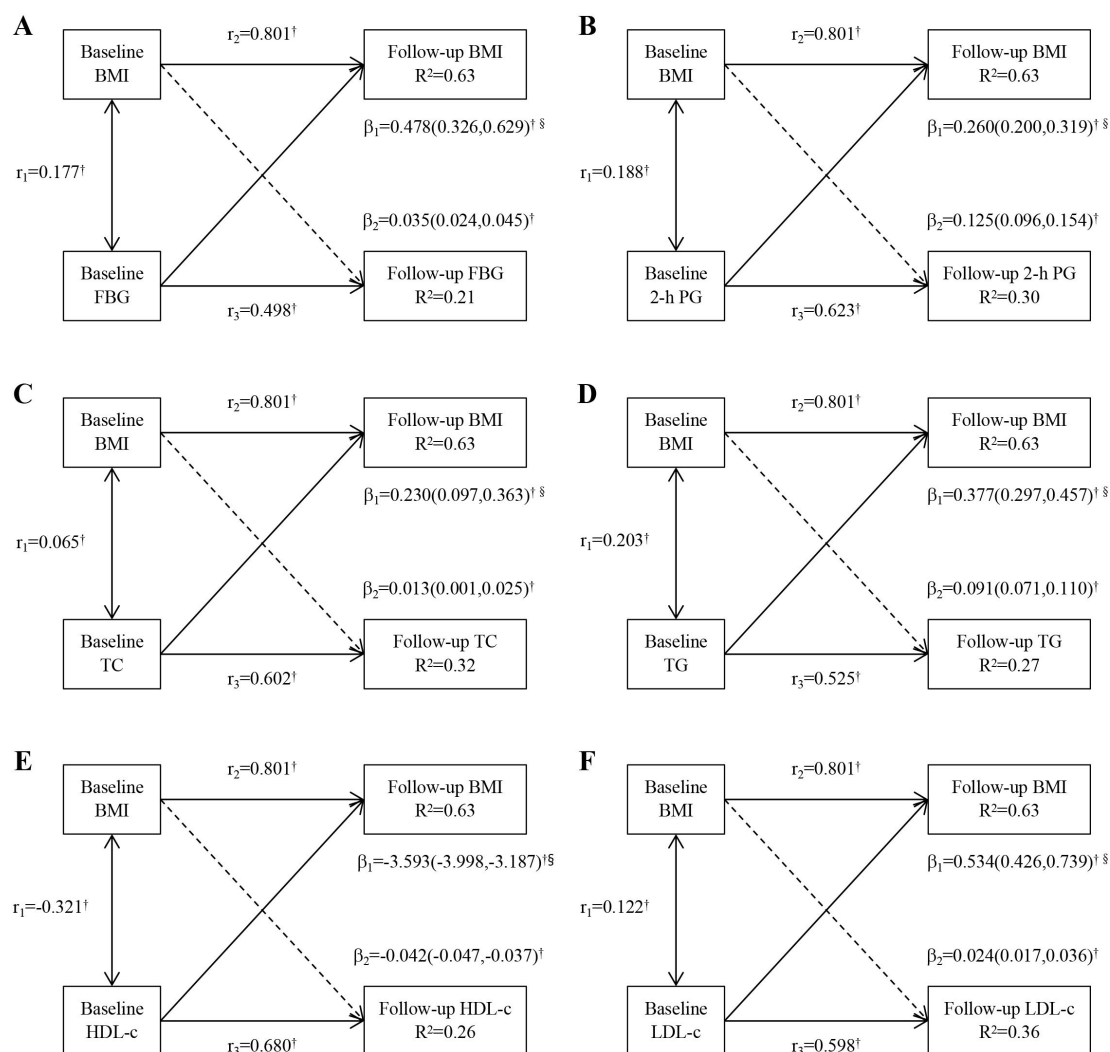 A
r₂=0.801†
Baseline
BMI
Follow-up BMI
R²=0.63
β₁=0.478(0.326,0.629)† §
r₁=0.177†
β₂=0.035(0.024,0.045)†
Baseline
FBG
Follow-up FBG
R²=0.21
r₃=0.498†
B
r₂=0.801†
Baseline
BMI
Follow-up BMI
R²=0.63
β₁=0.260(0.200,0.319)† §
r₁=0.188†
β₂=0.125(0.096,0.154)†
Baseline
2-h PG
Follow-up 2-h PG
R²=0.30
r₃=0.623†
C
r₂=0.801†
Baseline
BMI
Follow-up BMI
R²=0.63
β₁=0.230(0.097,0.363)† §
r₁=0.065†
β₂=0.013(0.001,0.025)†
Baseline
TC
Follow-up TC
R²=0.32
r₃=0.602†
D
r₂=0.801†
Baseline
BMI
Follow-up BMI
R²=0.63
β₁=0.377(0.297,0.457)† §
r₁=0.203†
β₂=0.091(0.071,0.110)†
Baseline
TG
Follow-up TG
R²=0.27
r₃=0.525†
E
r₂=0.801†
Baseline
BMI
Follow-up BMI
R²=0.63
β₁=-3.593(-3.998,-3.187)†§
r₁=-0.321†
β₂=-0.042(-0.047,-0.037)†
Baseline
HDL-c
Follow-up HDL-c
R²=0.26
r₃=0.680†
F
r₂=0.801†
Baseline
BMI
Follow-up BMI
R²=0.63
β₁=0.534(0.426,0.739)† §
r₁=0.122†
β₂=0.024(0.017,0.036)†
Baseline
LDL-c
Follow-up LDL-c
R²=0.36
r₃=0.598†